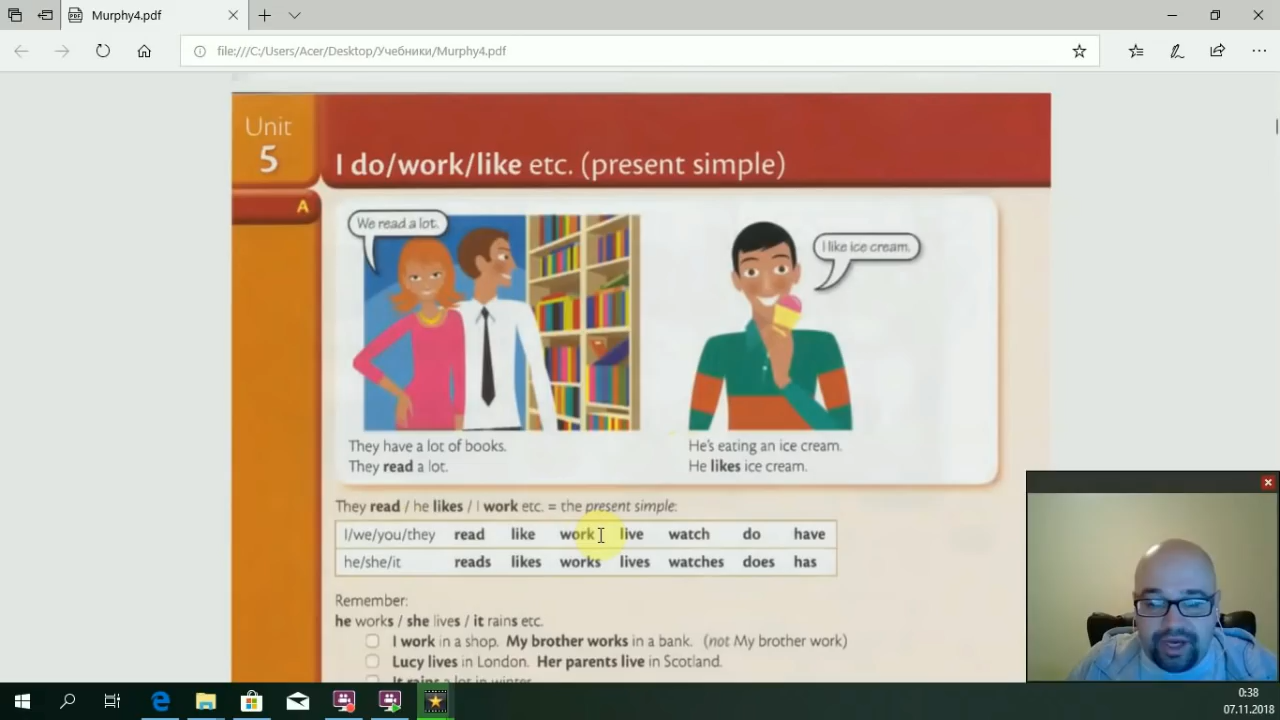 Murphy4.pdf
file:///C:/Users/Acer/Desktop/Учебники/Murphy4.pdf
Unit
5
I do/work/like etc. (present simple)
A
We read a lot.
I like ice cream.
They have a lot of books.
They read a lot.
He's eating an ice cream.
He likes ice cream.
They read / he likes / I work etc. = the present simple:
I/we/you/they read like work live watch do have
he/she/it reads likes works lives watches does has
Remember:
he works / she lives / it rains etc.
I work in a shop. My brother works in a bank. (not My brother work)
Lucy lives in London. Her parents live in Scotland.
It rains a lot in winter.
0:38
07.11.2018